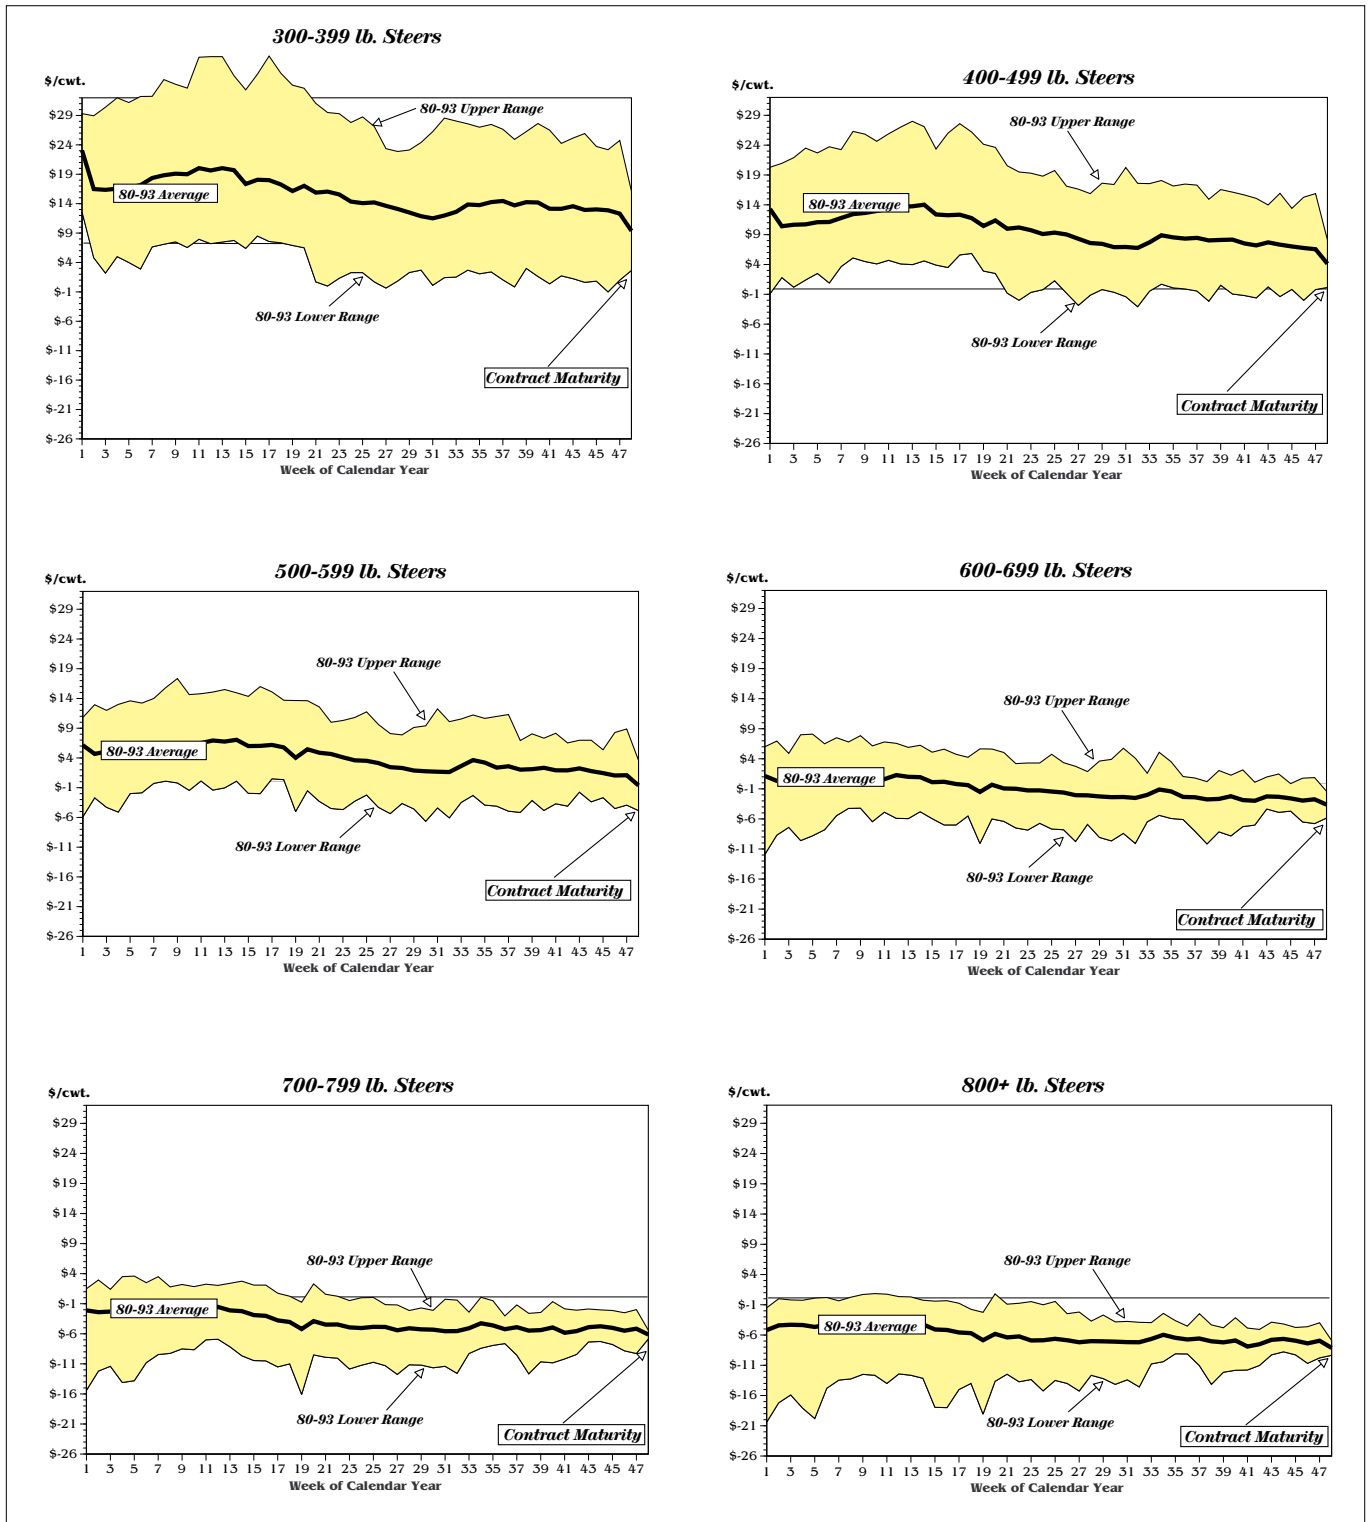 300-399 lb. Steers
$/cwt.
$29
$24
$19
$14
$9
$4
$-1
$-6
$-11
$-16
$-21
$-26
80-93 Upper Range
80-93 Average
80-93 Lower Range
Contract Maturity
1 3 5 7 9 11 13 15 17 19 21 23 25 27 29 31 33 35 37 39 41 43 45 47
Week of Calendar Year
400-499 lb. Steers
$/cwt.
$29
$24
$19
$14
$9
$4
$-1
$-6
$-11
$-16
$-21
$-26
80-93 Upper Range
80-93 Average
80-93 Lower Range
Contract Maturity
1 3 5 7 9 11 13 15 17 19 21 23 25 27 29 31 33 35 37 39 41 43 45 47
Week of Calendar Year
500-599 lb. Steers
$/cwt.
$29
$24
$19
$14
$9
$4
$-1
$-6
$-11
$-16
$-21
$-26
80-93 Upper Range
80-93 Average
80-93 Lower Range
Contract Maturity
1 3 5 7 9 11 13 15 17 19 21 23 25 27 29 31 33 35 37 39 41 43 45 47
Week of Calendar Year
600-699 lb. Steers
$/cwt.
$29
$24
$19
$14
$9
$4
$-1
$-6
$-11
$-16
$-21
$-26
80-93 Upper Range
80-93 Average
80-93 Lower Range
Contract Maturity
1 3 5 7 9 11 13 15 17 19 21 23 25 27 29 31 33 35 37 39 41 43 45 47
Week of Calendar Year
700-799 lb. Steers
$/cwt.
$29
$24
$19
$14
$9
$4
$-1
$-6
$-11
$-16
$-21
$-26
80-93 Upper Range
80-93 Average
80-93 Lower Range
Contract Maturity
1 3 5 7 9 11 13 15 17 19 21 23 25 27 29 31 33 35 37 39 41 43 45 47
Week of Calendar Year
800+ lb. Steers
$/cwt.
$29
$24
$19
$14
$9
$4
$-1
$-6
$-11
$-16
$-21
$-26
80-93 Upper Range
80-93 Average
80-93 Lower Range
Contract Maturity
1 3 5 7 9 11 13 15 17 19 21 23 25 27 29 31 33 35 37 39 41 43 45 47
Week of Calendar Year